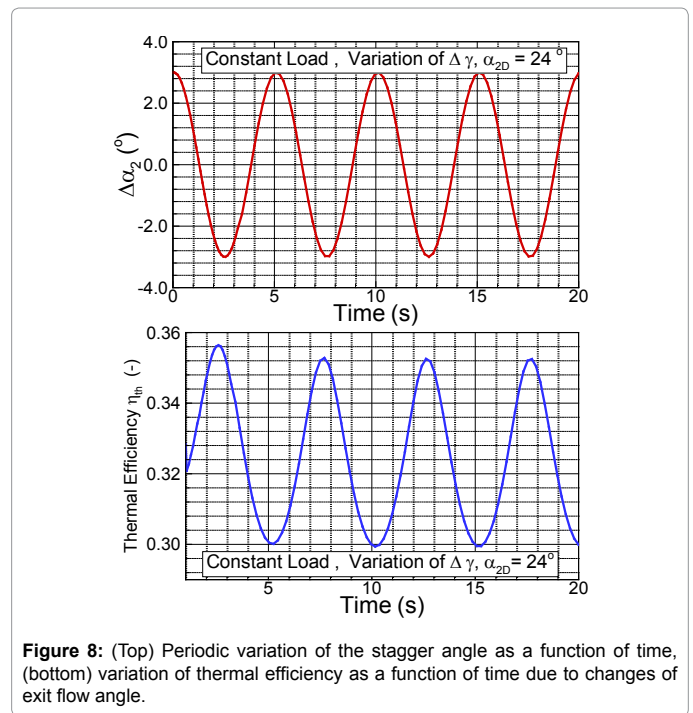 4.0
Constant Load , Variation of Δ γ, α2D = 24 °
2.0
Δα2 (°)
0.0
-2.0
-4.0
0 5 10 15 20
Time (s)
0.36
0.34
Thermal Efficiency ηth (-)
0.32
0.30
Constant Load , Variation of Δ γ, α2D = 24°
5 10 15 20
Time (s)
Figure 8: (Top) Periodic variation of the stagger angle as a function of time,
(bottom) variation of thermal efficiency as a function of time due to changes of
exit flow angle.